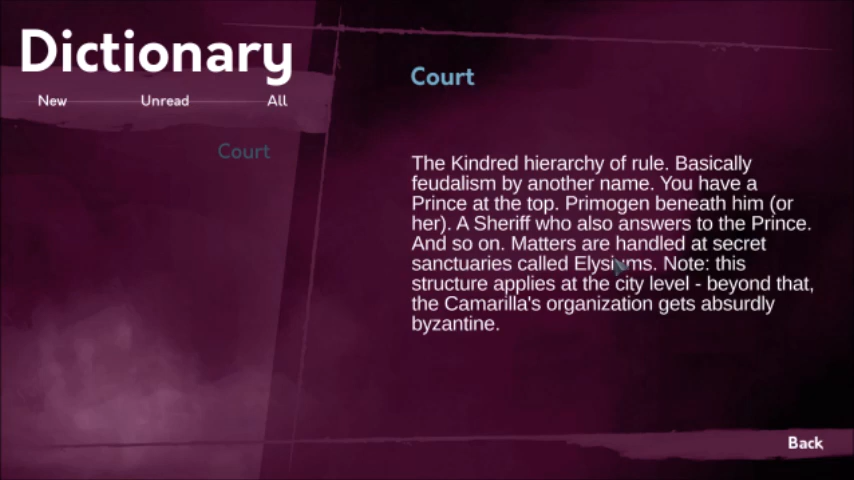 Dictionary
New Unread All
Court
Court
The Kindred hierarchy of rule. Basically
feudalism by another name. You have a
Prince at the top. Primogen beneath him (or
her). A Sheriff who also answers to the Prince.
And so on. Matters are handled at secret
sanctuaries called Elysiums. Note: this
structure applies at the city level - beyond that,
the Camarilla's organization gets absurdly
byzantine.
Back